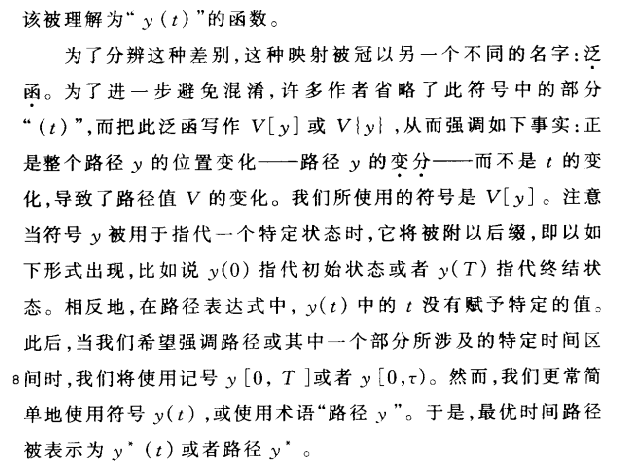 该被理解为“y(t)”的函数。
为了分辨这种差别,这种映射被冠以另一个不同的名字:泛
函。为了进一步避免混淆,许多作者省略了此符号中的部分
“(t)”,而把此泛函写作 V[y]或 V{y},从而强调如下事实:正
是整个路径 y 的位置变化——路径 y 的变分——而不是 t 的变
化,导致了路径值 V 的变化。我们所使用的符号是 V[y]。注意
当符号 y 被用于指代一个特定状态时,它将被附以后缀,即以如
下形式出现,比如说 y(0) 指代初始状态或者 y(T) 指代终结状
态。相反地,在路径表达式中, y(t) 中的 t 没有赋予特定的值。
此后,当我们希望强调路径或其中一个部分所涉及的特定时间区
8间时,我们将使用记号 y[0, T]或者 y[0,τ)。然而,我们更常简
单地使用符号 y(t),或使用术语“路径 y”。于是,最优时间路径
被表示为 y*(t)或者路径 y*。